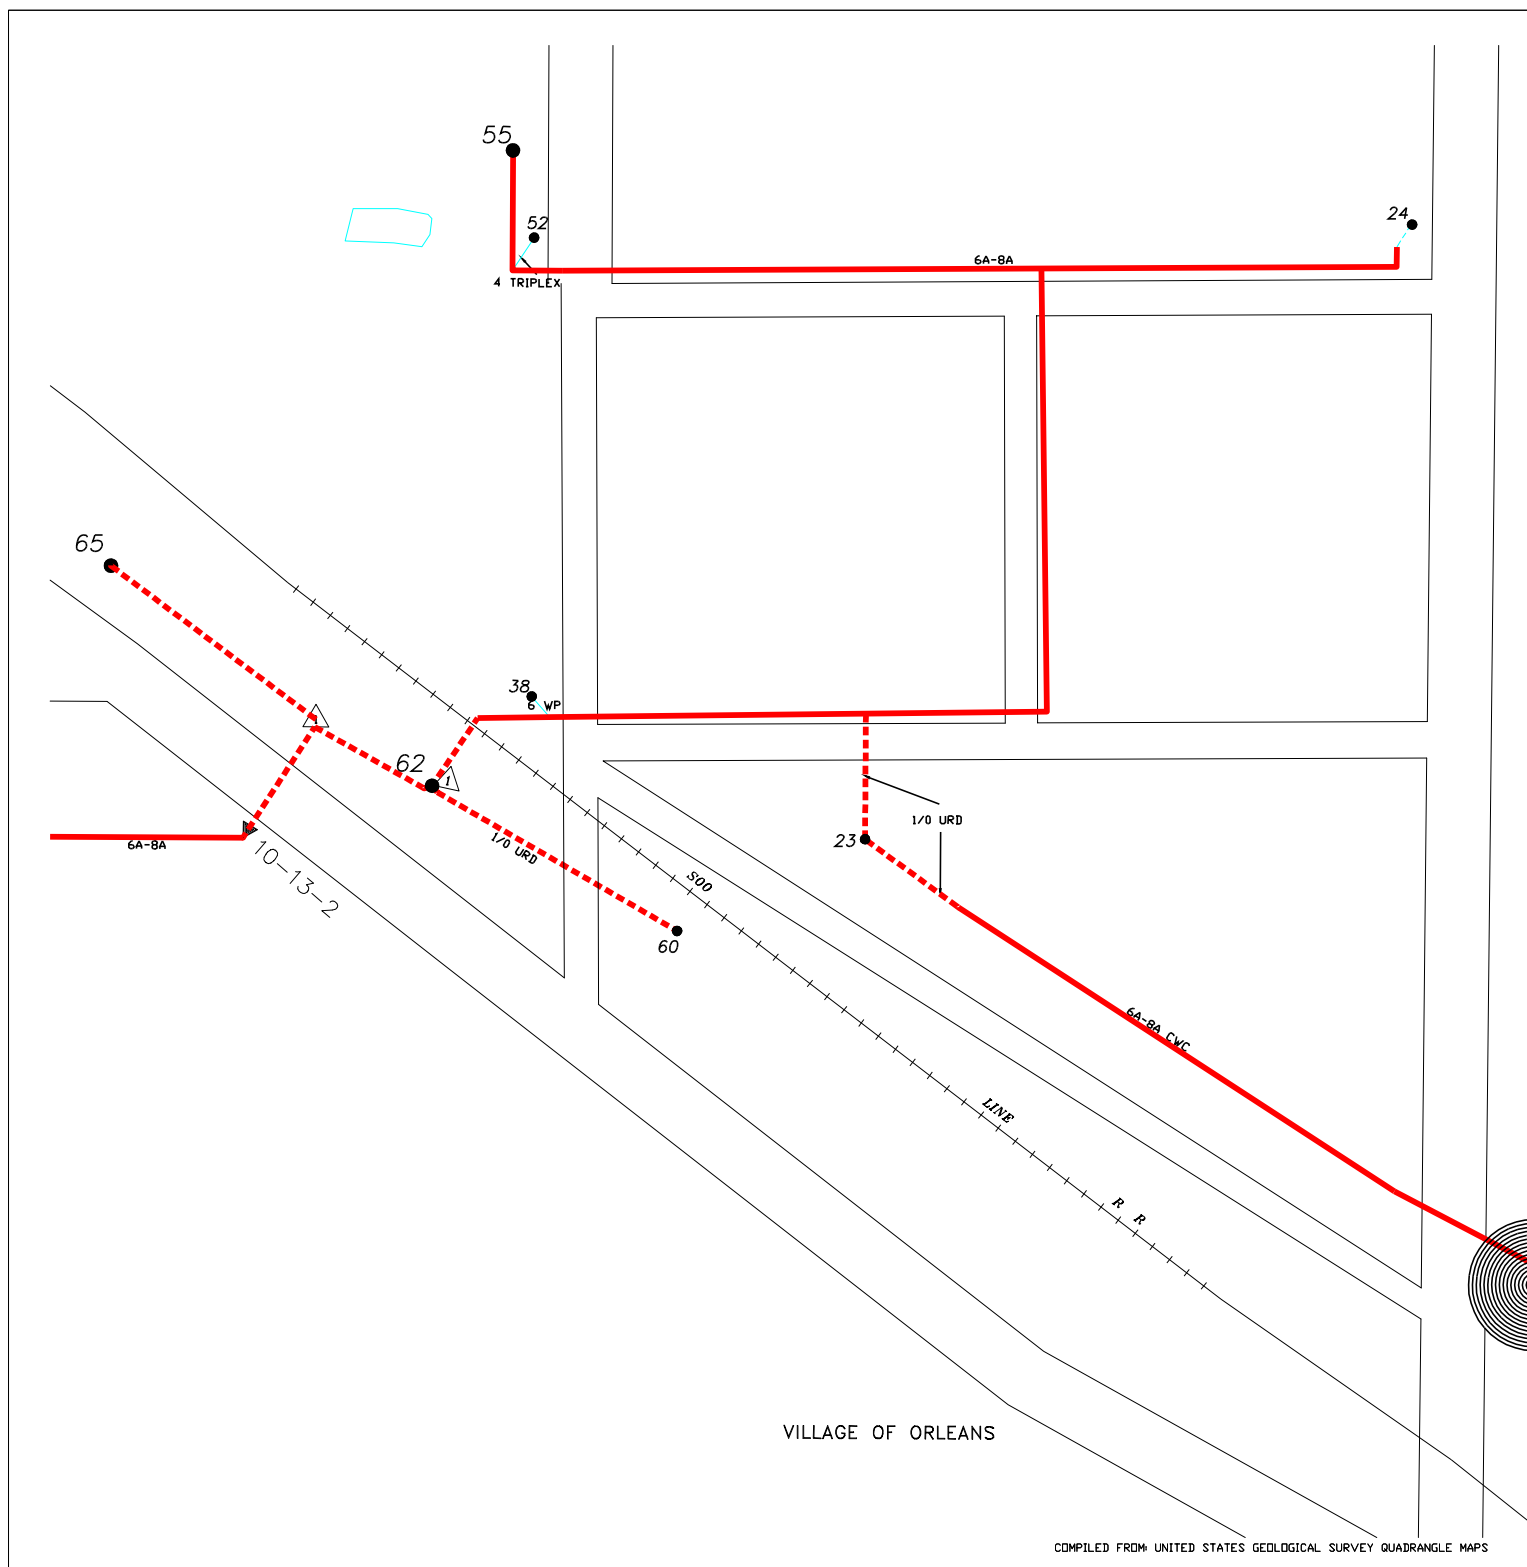 55
52
24
6A-8A
4 TRIPLEX
65
38
6 WP
62
1
1
6A-8A
10-13-2
1/0 URD
1/0 URD
23
SOO
60
6A-8A CWC
LINE
R R
VILLAGE OF ORLEANS
COMPILED FROM: UNITED STATES GEOLOGICAL SURVEY QUADRANGLE MAPS